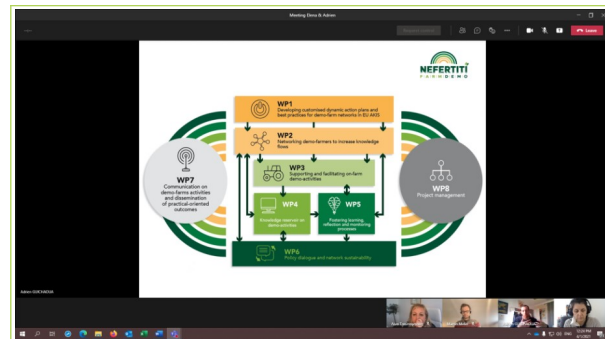 Meeting Demo & Admin
Leave
NEFERTITI
FARMDEMO
WP1
Developing customised dynamic action plans and
best practices for demo-farm networks in EU AKIS
WP2
Networking demo-farmers to increase knowledge
flows
WP3
Supporting and facilitating on-farm
demo-activities
WP7
Communication on
demo-farms activities
and dissemination
of practical-oriented
outcomes
WP8
Project management
WP4
Knowledge reservoir on
demo-activities
WP5
Fostering learning,
reflection and monitoring
processes
WP6
Policy dialogue and network sustainability
ENG